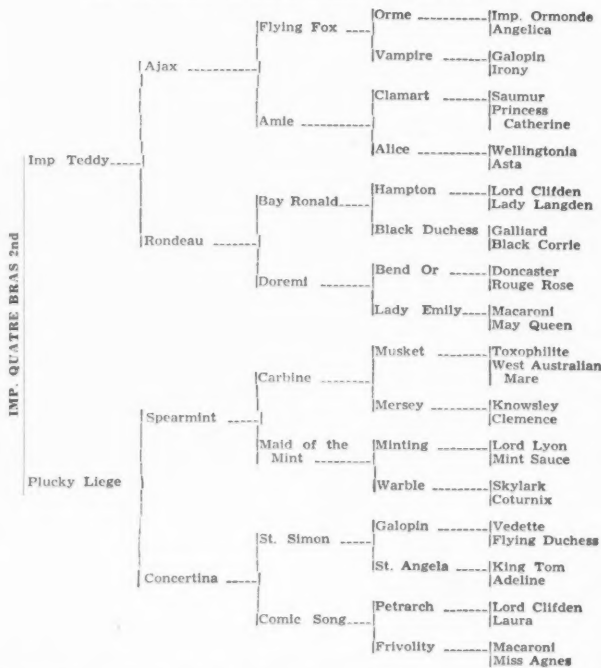 Orme Imp. Ormonde
Flying Fox Angelica
Vampire Galopin
Irony
Ajax
Clamart Saumur
Princess
Amie Catherine
Alice Wellingtonia
Asta
Imp Teddy
Hampton Lord Clifden
Bay Ronald Lady Langden
Black Duchess Galliard
Rondeau Black Corrie
Bend Or Doncaster
Doremi Rouge Rose
Lady Emily Macaroni
May Queen
IMP. QUATRE BRAS 2nd
Musket Toxophilite
West Australian
Carbine Mare
Mersey Knowsley
Spearmint Clemence
Maid of the Minting Lord Lyon
Mint Mint Sauce
Plucky Liege Warble Skylark
Coturnix
Galopin Vedette
St. Simon Flying Duchess
St. Angela King Tom
Concertina Adeline
Petrarch Lord Clifden
Comic Song Laura
Frivolity Macaroni
Miss Agnes